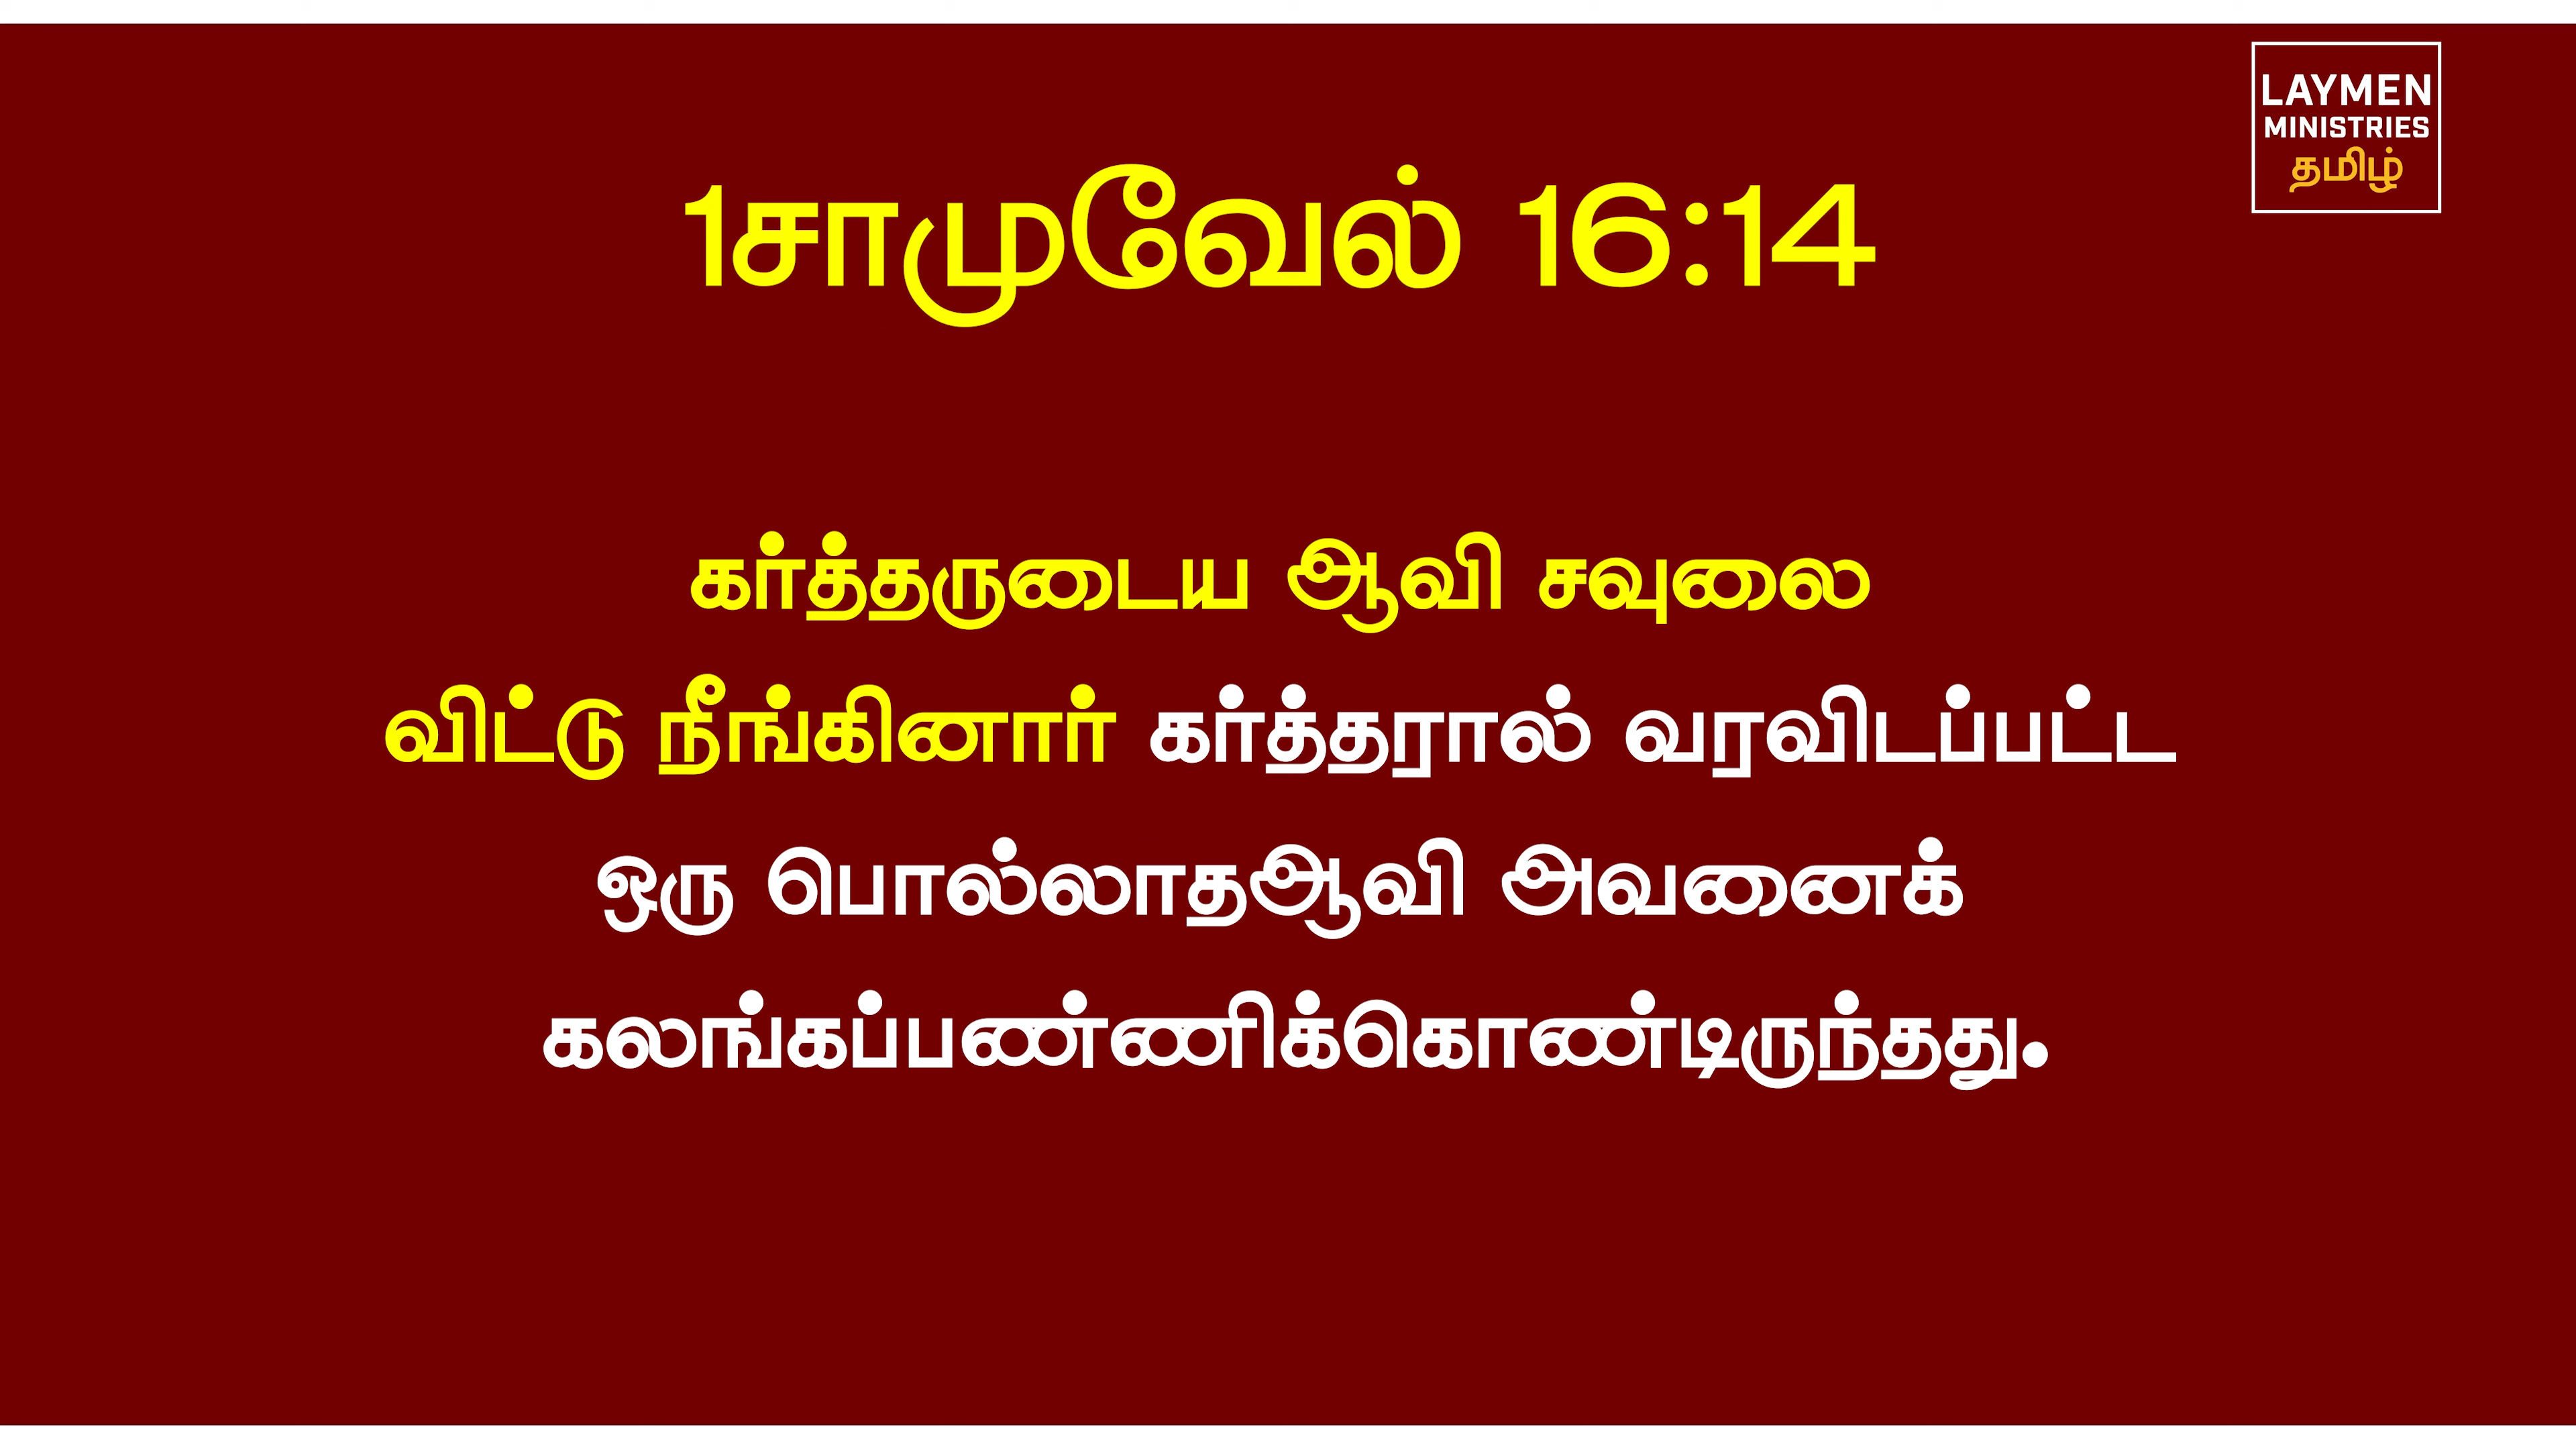 LAYMEN
MINISTRIES
தமிழ்
1சாமுவேல் 16:14
கர்த்தருடைய ஆவி சவுலை
விட்டு நீங்கினார் கர்த்தரால் வரவிடப்பட்ட
ஒரு பொல்லாதஆவி அவனைக்
கலங்கப்பண்ணிக்கொண்டிருந்தது.